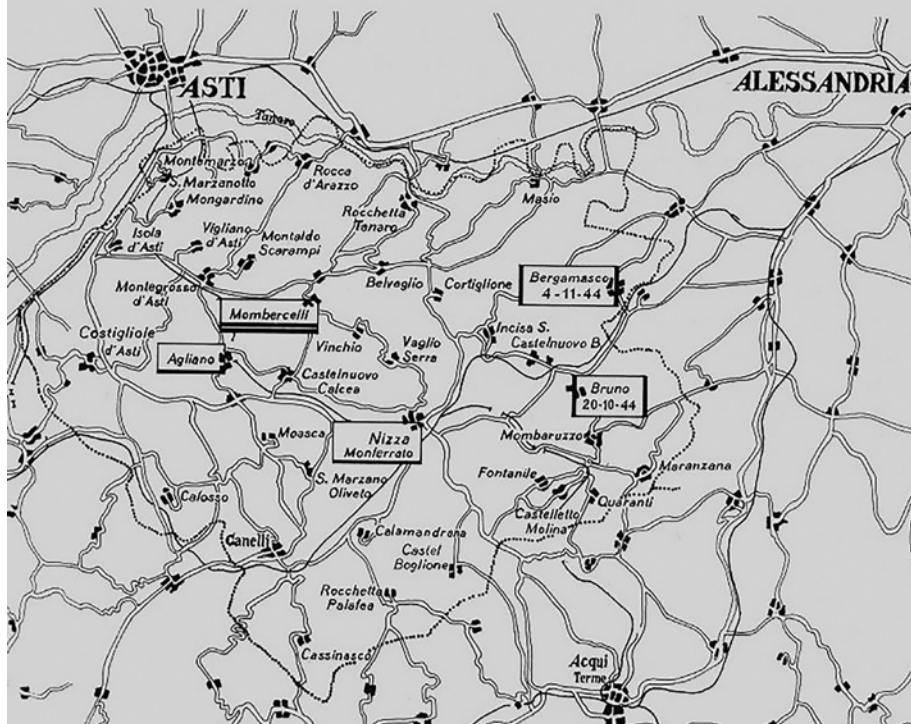 ASTI
ALESSANDRIA
Tanaro
Montemarzo
S. Marzanotto
Mongardino
Rocca
d'Arazzo
Rocchetta
Tanaro
Masio
Isola
d'Asti
Vigliano
d'Asti
Montaldo
Scarampi
Montegrosso
d'Asti
Belveglio
Cortiglione
Bergamasco
4-11-44
Mombercelli
Vinchio
Vaglio
Serra
Incisa S.
Castelnuovo B.
Costigliole
d'Asti
Agliano
Castelnuovo
Calcea
Bruno
20-10-44
Moasca
Nizza
Monferrato
Mombaruzzo
Maranzana
S. Marzano
Oliveto
Fontanile
Castelletto
Molina
Quaranti
Calosso
Canelli
Calamandrana
Castel
Boglione
Rocchetta
Palafea
Cassinasco
Acqui
Terme